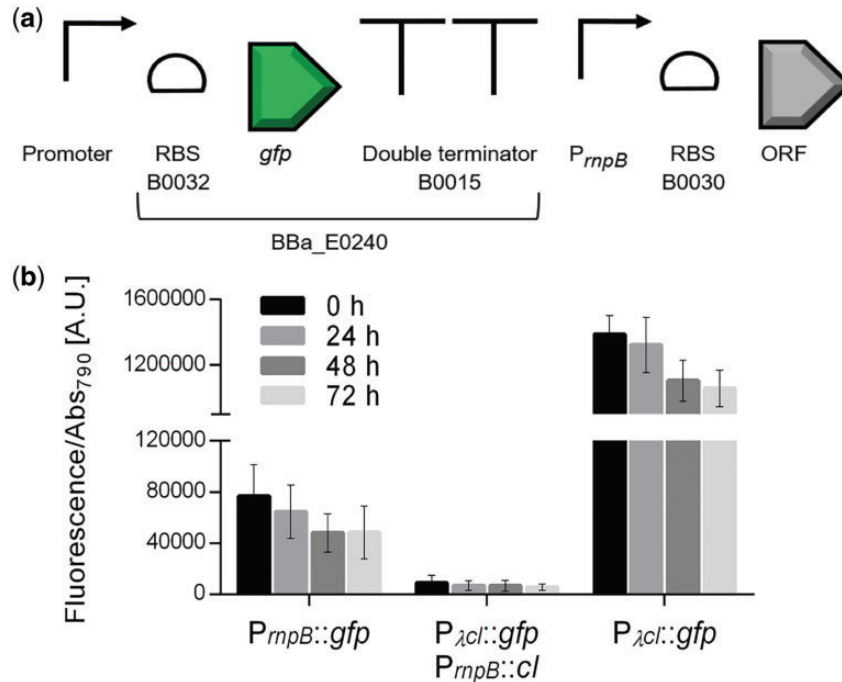 (a)
Promoter RBS gfp Double terminator PrnpB RBS ORF
B0032 B0015 B0030
BBa_E0240
(b)
Fluorescence/Abs790 [A.U.]
1600000
1200000
120000
80000
40000
0
0 h
24 h
48 h
72 h
PrnpB::gfp PλcI::gfp PλcI::gfp
PrnpB::cI